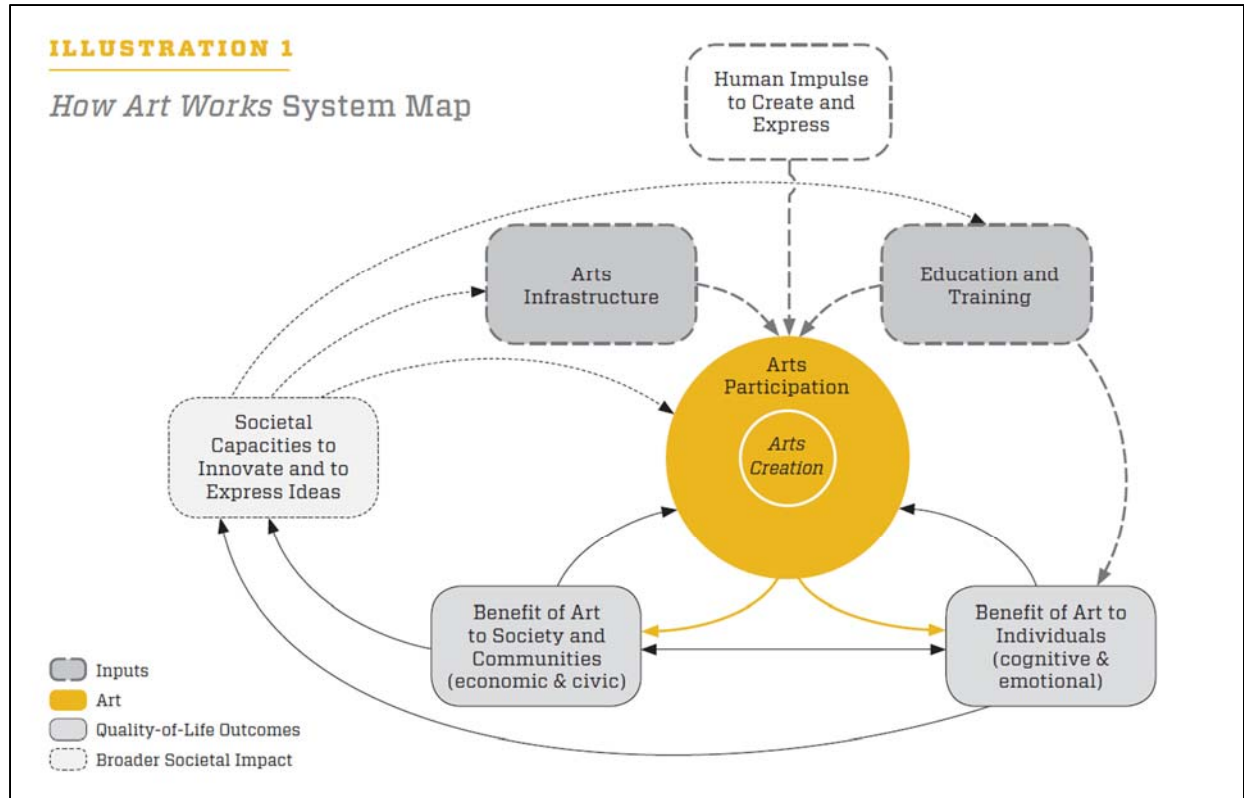 ILLUSTRATION 1
How Art Works System Map
Human Impulse
to Create and
Express
Arts
Infrastructure
Education and
Training
Arts
Participation
Arts
Creation
Societal
Capacities to
Innovate and to
Express Ideas
Benefit of Art
to Society and
Communities
(economic & civic)
Benefit of Art to
Individuals
(cognitive &
emotional)
Inputs
Art
Quality-of-Life Outcomes
Broader Societal Impact